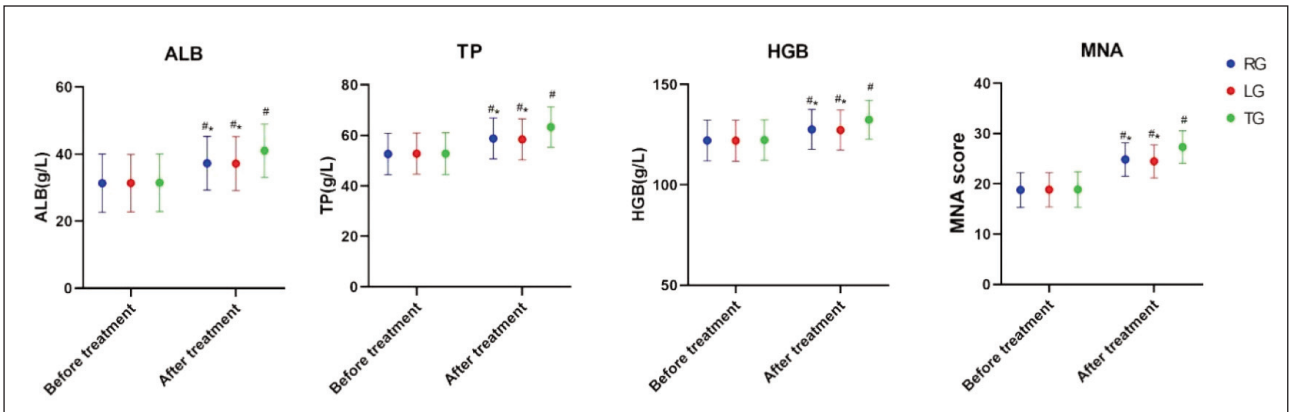 ALB
ALB(g/L)
60
40
20
0
#* #* #
Before treatment
After treatment
TP
TP(g/L)
80
60
40
20
0
#* #* #
Before treatment
After treatment
HGB
HGB(g/L)
150
100
50
#* #* #
Before treatment
After treatment
MNA
MNA score
40
30
20
10
0
#* #* #
Before treatment
After treatment
RG
LG
TG